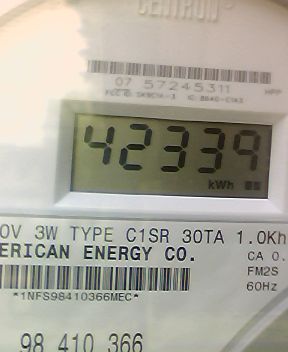 CENTRON
07 57245311
HPP
42339
kWh
0V 3W TYPE C1SR 30TA 1.0Kh
ERICAN ENERGY CO.
CA 0.
FM2S
60Hz
*1NFS98410366MEC*
98 410 366